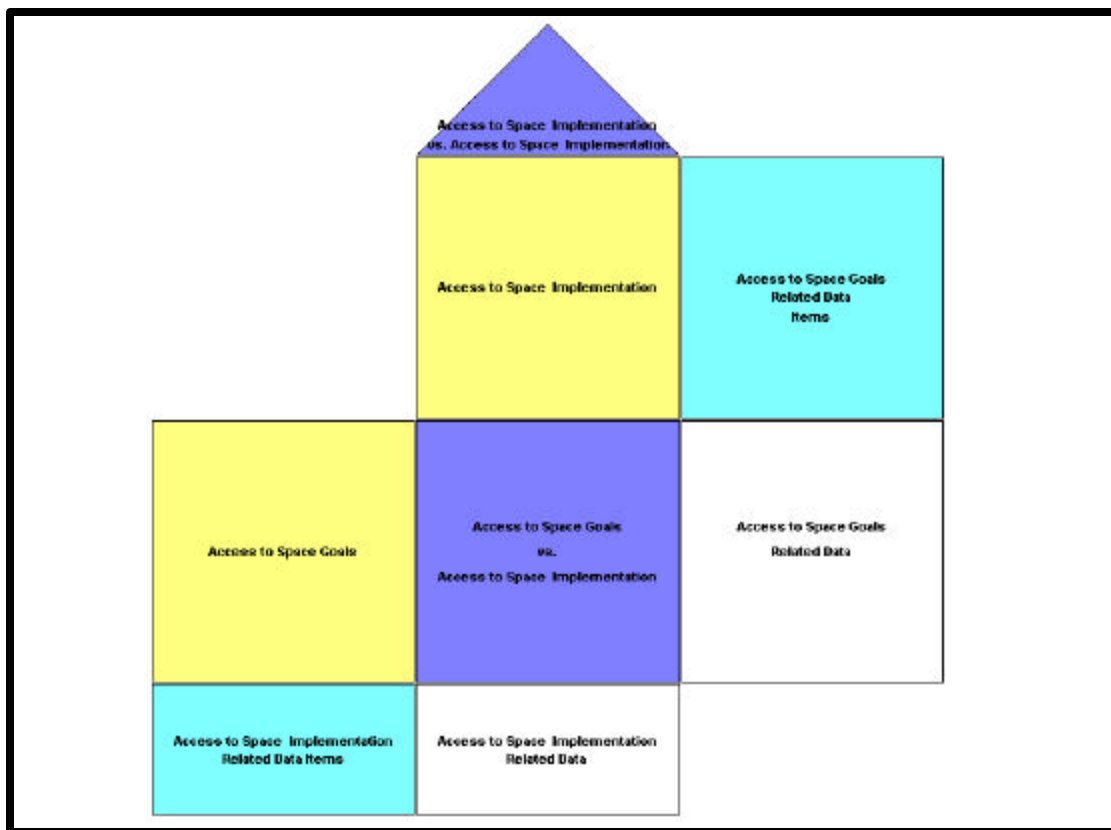 Access to Space Implementation
vs. Access to Space Implementation
Access to Space Implementation
Access to Space Goals
Related Data
Items
Access to Space Goals
Access to Space Goals
vs.
Access to Space Implementation
Access to Space Goals
Related Data
Access to Space Implementation
Related Data Items
Access to Space Implementation
Related Data